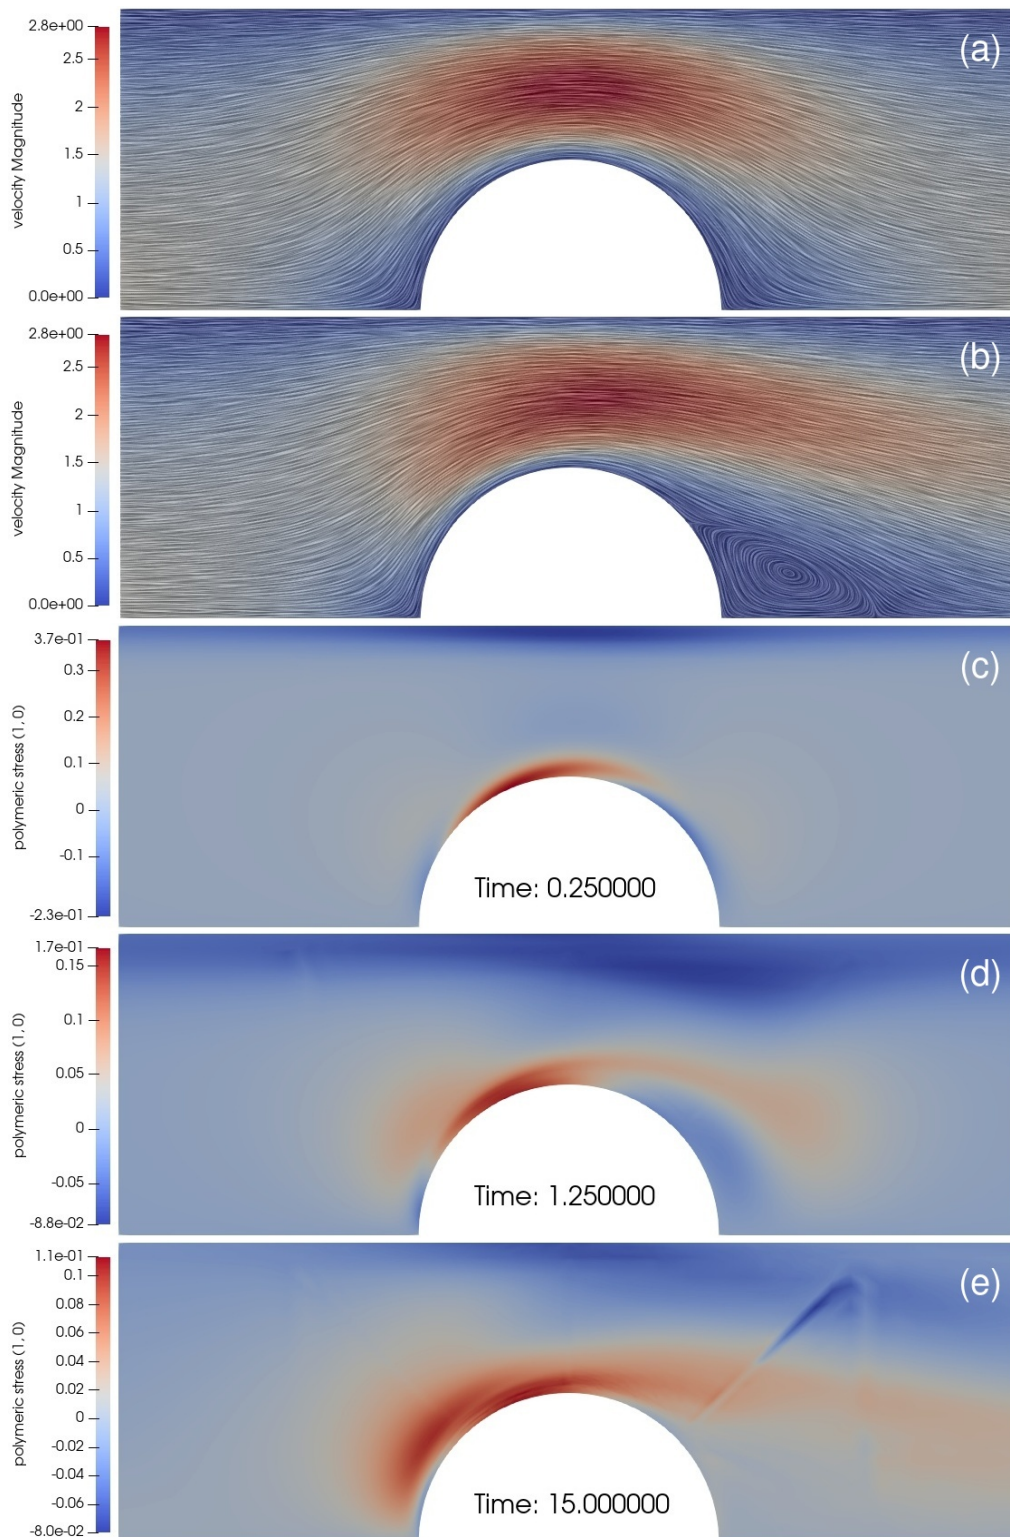 2.8e+00
2.5
2
1.5
1
0.5
0.0e+00
velocity Magnitude
(a)
2.8e+00
2.5
2
1.5
1
0.5
0.0e+00
velocity Magnitude
(b)
3.7e-01
0.3
0.2
0.1
0
-0.1
-2.3e-01
polymeric stress (1, 0)
(c)
Time: 0.250000
1.7e-01
0.15
0.1
0.05
0
-0.05
-8.8e-02
polymeric stress (1, 0)
(d)
Time: 1.250000
1.1e-01
0.1
0.08
0.06
0.04
0.02
0
-0.02
-0.04
-0.06
-8.0e-02
polymeric stress (1, 0)
(e)
Time: 15.000000